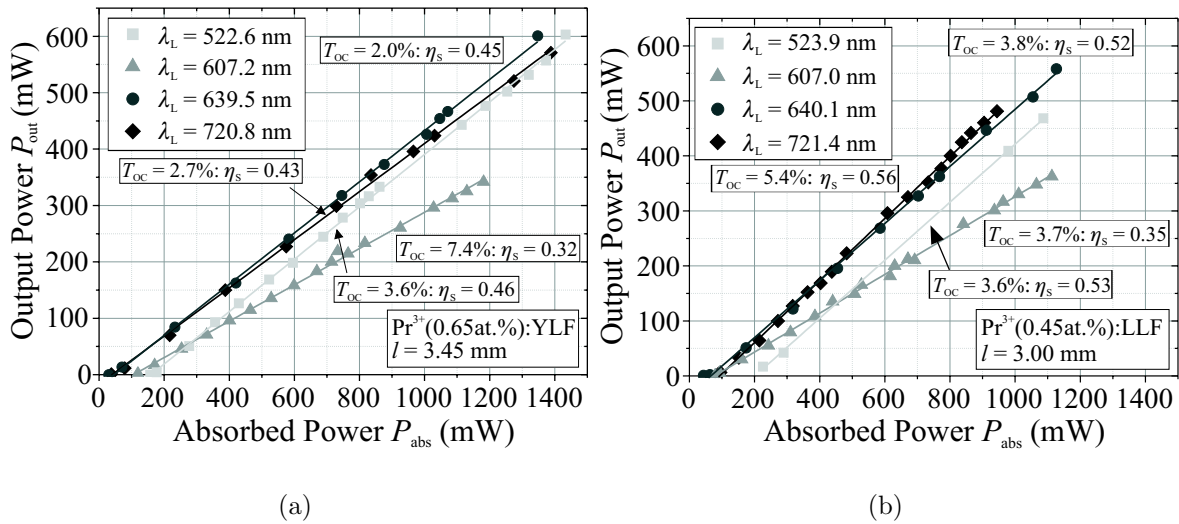 λL = 522.6 nm
λL = 607.2 nm
λL = 639.5 nm
λL = 720.8 nm
TOC = 2.0%: ηS = 0.45
TOC = 2.7%: ηS = 0.43
TOC = 7.4%: ηS = 0.32
TOC = 3.6%: ηS = 0.46
Pr³⁺(0.65at.%):YLF
l = 3.45 mm
Output Power Pout (mW)
600
500
400
300
200
100
0
0 200 400 600 800 1000 1200 1400
Absorbed Power Pabs (mW)
(a)
λL = 523.9 nm
λL = 607.0 nm
λL = 640.1 nm
λL = 721.4 nm
TOC = 3.8%: ηS = 0.52
TOC = 5.4%: ηS = 0.56
TOC = 3.7%: ηS = 0.35
TOC = 3.6%: ηS = 0.53
Pr³⁺(0.45at.%):LLF
l = 3.00 mm
Output Power Pout (mW)
600
500
400
300
200
100
0
0 200 400 600 800 1000 1200 1400
Absorbed Power Pabs (mW)
(b)